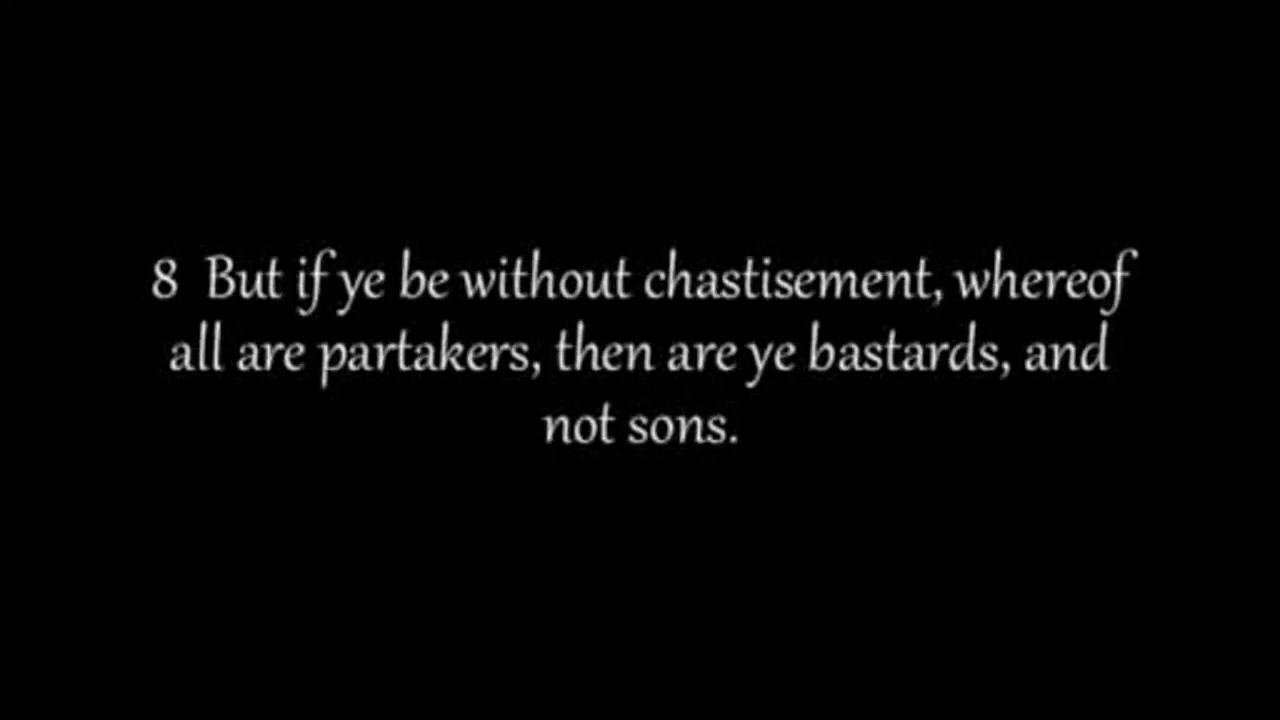 8 But if ye be without chastisement, whereof
all are partakers, then are ye bastards, and
not sons.